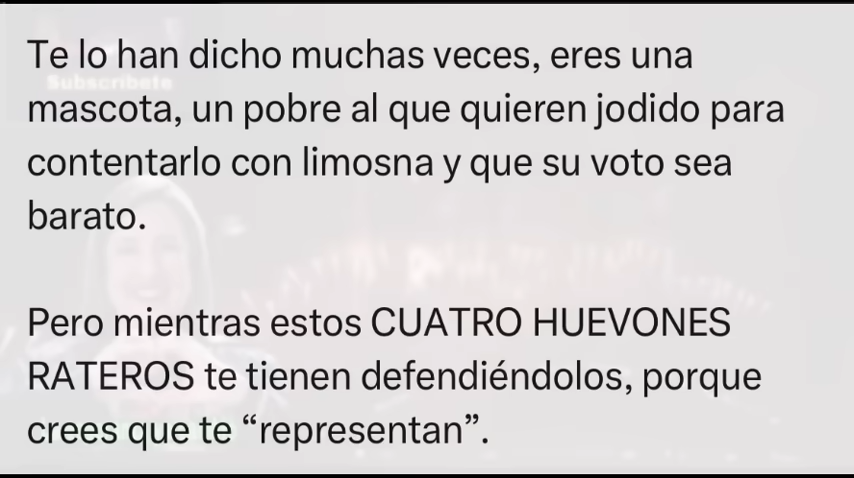 Te lo han dicho muchas veces, eres una
Subscribete
mascota, un pobre al que quieren jodido para
contentarlo con limosna y que su voto sea
barato.
Pero mientras estos CUATRO HUEVONES
RATEROS te tienen defendiéndolos, porque
crees que te “representan”.